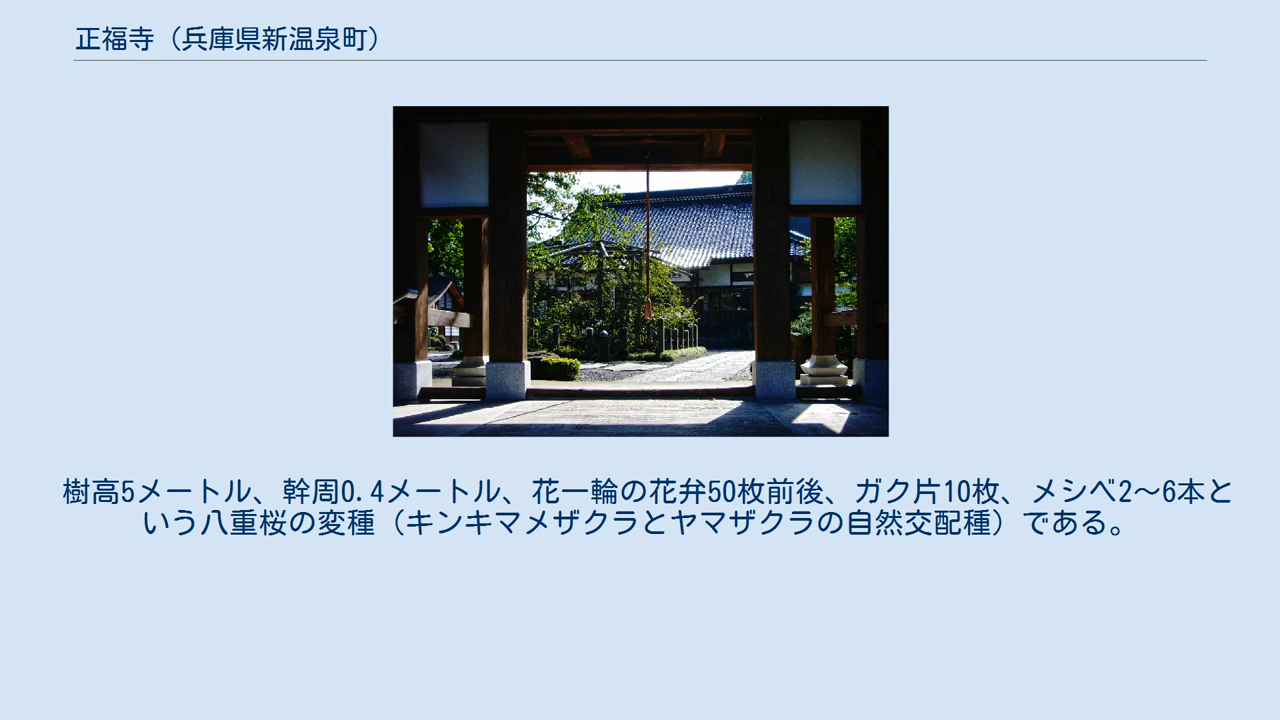 正福寺（兵庫県新温泉町）
樹高5メートル、幹周0.4メートル、花一輪の花弁50枚前後、ガク片10枚、メシベ2〜6本と
いう八重桜の変種（キンキマメザクラとヤマザクラの自然交配種）である。